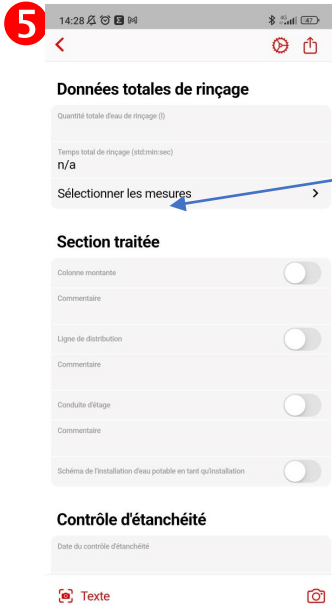 5
14:28
4G
47
Données totales de rinçage
Quantité totale d'eau de rinçage (l)
Temps total de rinçage (std:min:sec)
n/a
Sélectionner les mesures
Section traitée
Colonne montante
Commentaire
Ligne de distribution
Commentaire
Conduite d'étage
Commentaire
Schéma de l'installation d'eau potable en tant qu'installation
Contrôle d'étanchéité
Date du contrôle d'étanchéité
Texte